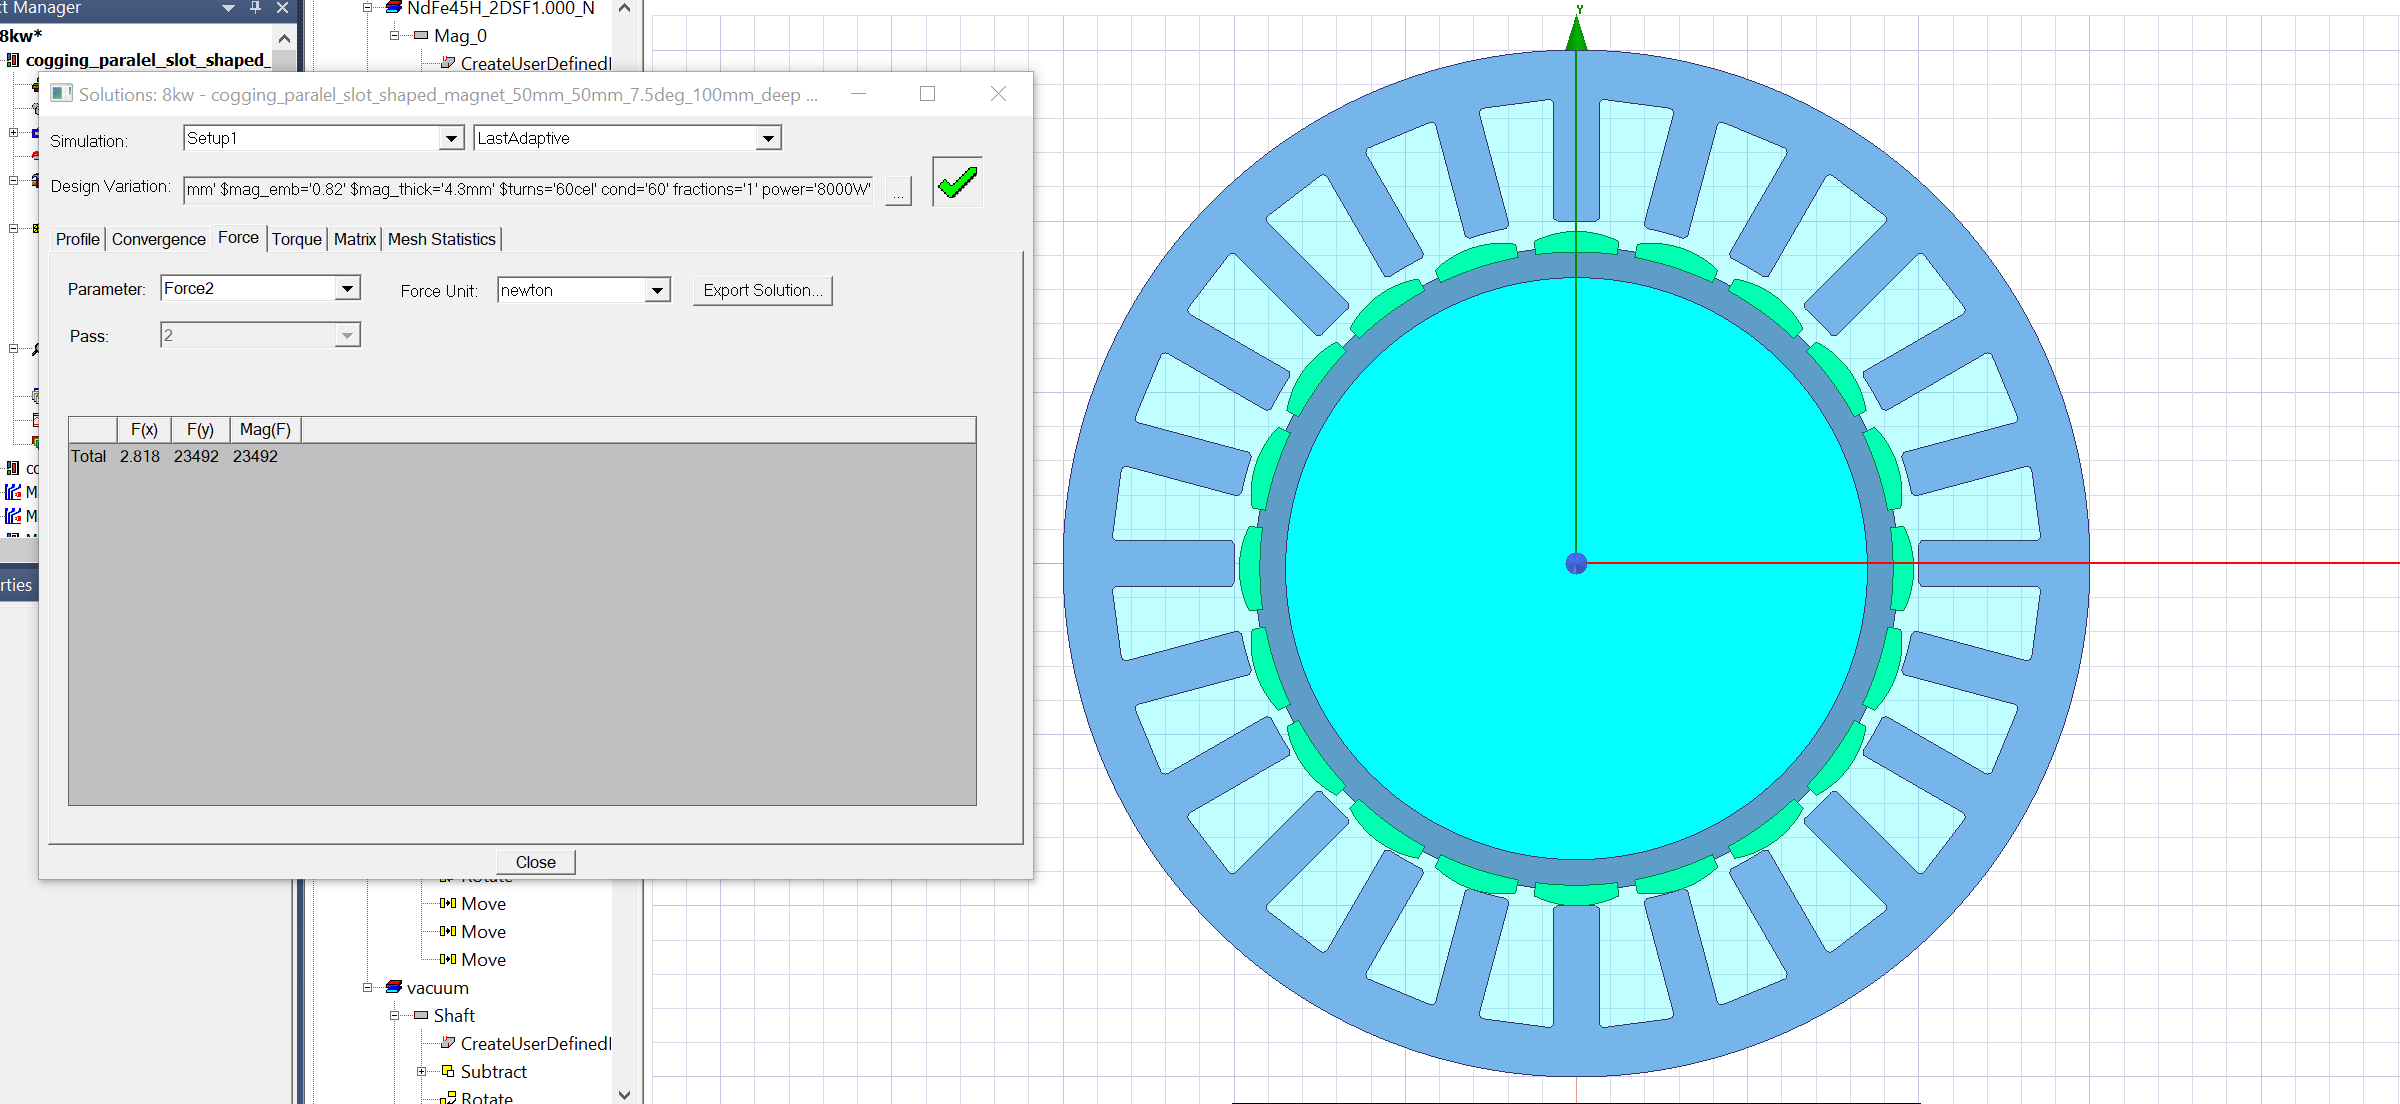 ct Manager
8kw*
cogging_paralel_slot_shaped_
NdFe45H_2DSF1.000_N
Mag_0
CreateUserDefinedI
Solutions: 8kw - cogging_paralel_slot_shaped_magnet_50mm_50mm_7.5deg_100mm_deep ...
Simulation: Setup1 LastAdaptive
Design Variation: mm' $mag_emb='0.82' $mag_thick='4.3mm' $turns='60cel' cond='60' fractions='1' power='8000W' ...
Profile Convergence Force Torque Matrix Mesh Statistics
Parameter: Force2 Force Unit: newton Export Solution...
Pass: 2
F(x) F(y) Mag(F)
Total 2.818 23492 23492
Close
cc
M
M
rties
Move
Move
Move
vacuum
Shaft
CreateUserDefinedI
Subtract
Rotate
Y